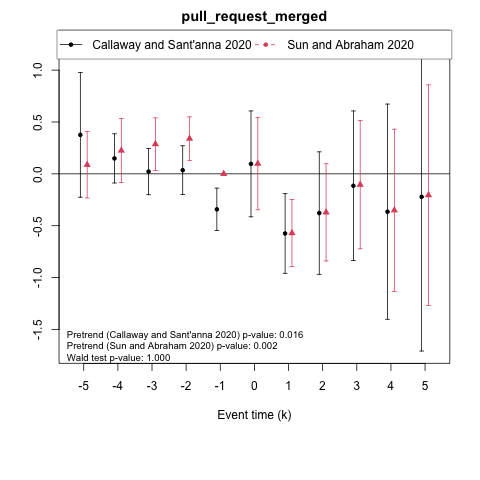 pull_request_merged
Callaway and Sant'anna 2020 Sun and Abraham 2020
1.0
0.5
0.0
-0.5
-1.0
-1.5
Pretrend (Callaway and Sant'anna 2020) p-value: 0.016
Pretrend (Sun and Abraham 2020) p-value: 0.002
Wald test p-value: 1.000
-5 -4 -3 -2 -1 0 1 2 3 4 5
Event time (k)